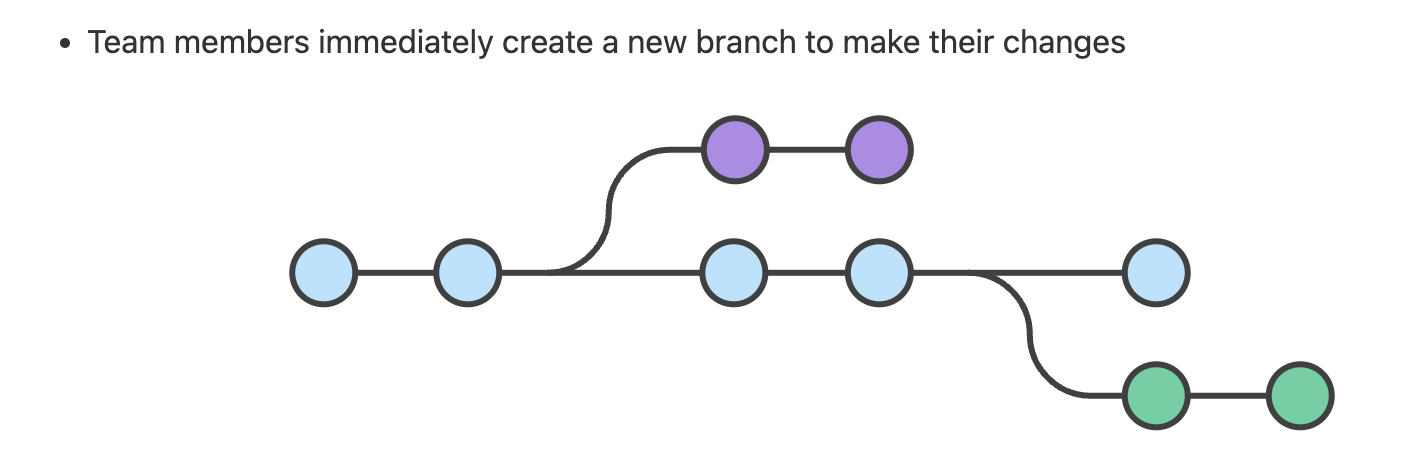 • Team members immediately create a new branch to make their changes